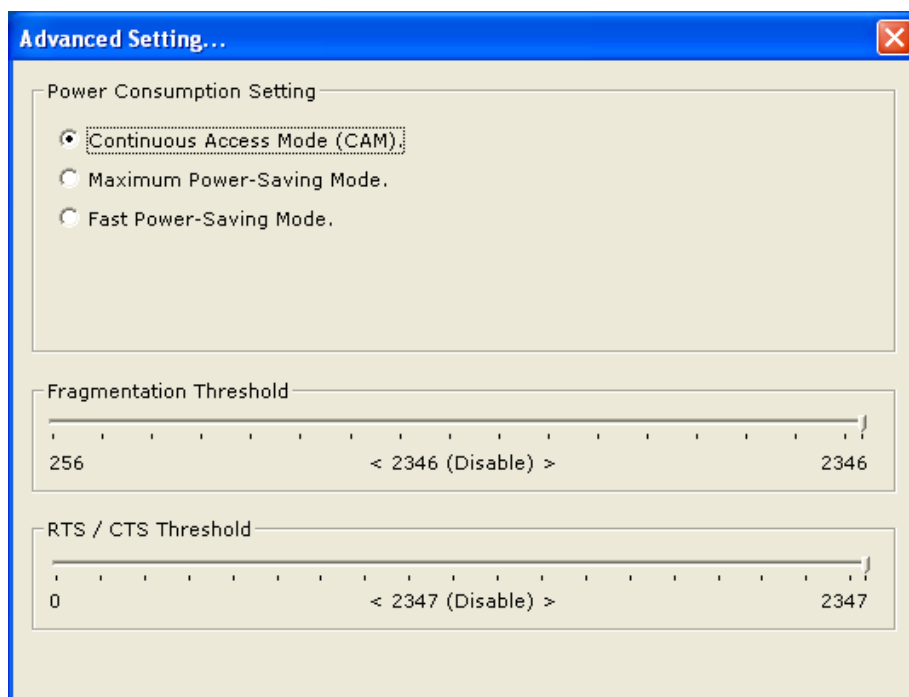 Advanced Setting...
Power Consumption Setting
Continuous Access Mode (CAM).
Maximum Power-Saving Mode.
Fast Power-Saving Mode.
Fragmentation Threshold
256 < 2346 (Disable) > 2346
RTS / CTS Threshold
0 < 2347 (Disable) > 2347